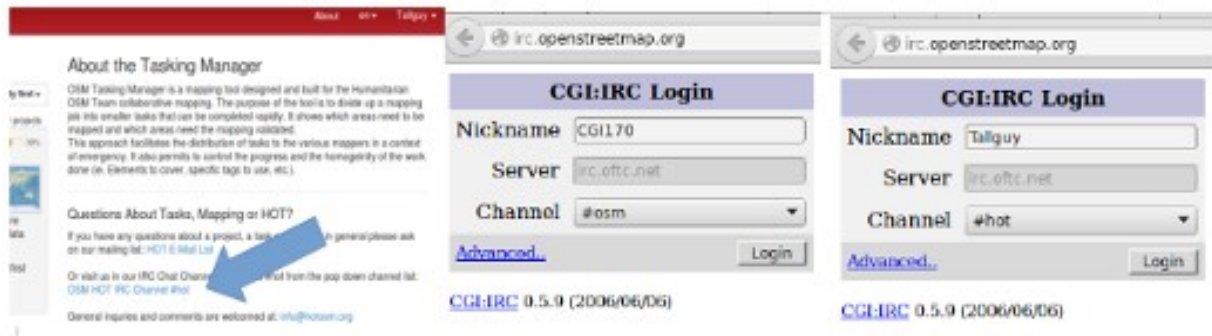 About en Tallguy
About the Tasking Manager
OSM Tasking Manager is a mapping tool designed and built for the Humanitarian
OSM Team collaborative mapping. The purpose of the tool is to divide up a mapping
job into smaller tasks that can be completed rapidly. It shows which areas need to be
mapped and which areas need the mapping validated.
This approach facilitates the distribution of tasks to the various mappers in a context
of emergency. It also permits to control the progress and the homogeneity of the work
done (ie. Elements to cover, specific tags to use, etc.).
Questions About Tasks, Mapping or HOT?
If you have any questions about a project, a task in general please ask
on our mailing list: HOT E-Mail List
Or visit us in our IRC Chat from the pop down channel list:
OSM HOT IRC Channel #hot
General inquiries and comments are welcomed at: info@hotosm.org
irc.openstreetmap.org
CGI:IRC Login
Nickname CGI170
Server irc.oftc.net
Channel #osm
Advanced.. Login
CGI:IRC 0.5.9 (2006/06/06)
irc.openstreetmap.org
CGI:IRC Login
Nickname Tallguy
Server irc.oftc.net
Channel #hot
Advanced.. Login
CGI:IRC 0.5.9 (2006/06/06)